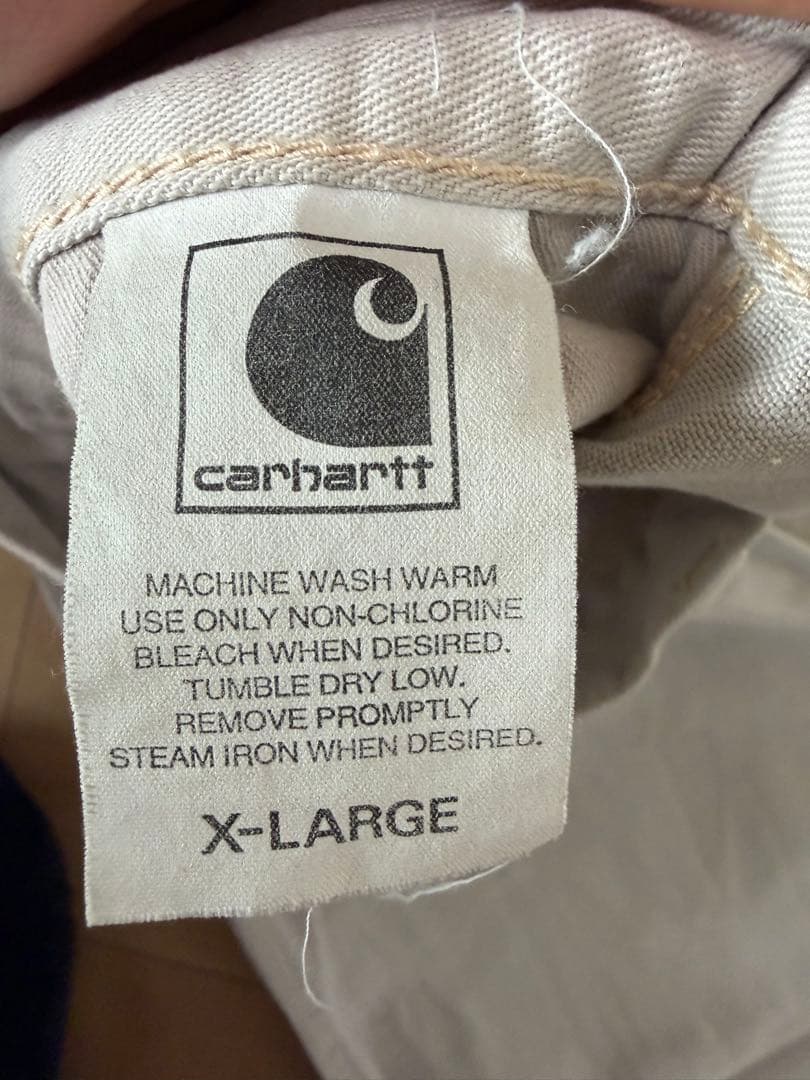 carhartt
MACHINE WASH WARM
USE ONLY NON-CHLORINE
BLEACH WHEN DESIRED.
TUMBLE DRY LOW.
REMOVE PROMPTLY
STEAM IRON WHEN DESIRED.
X-LARGE